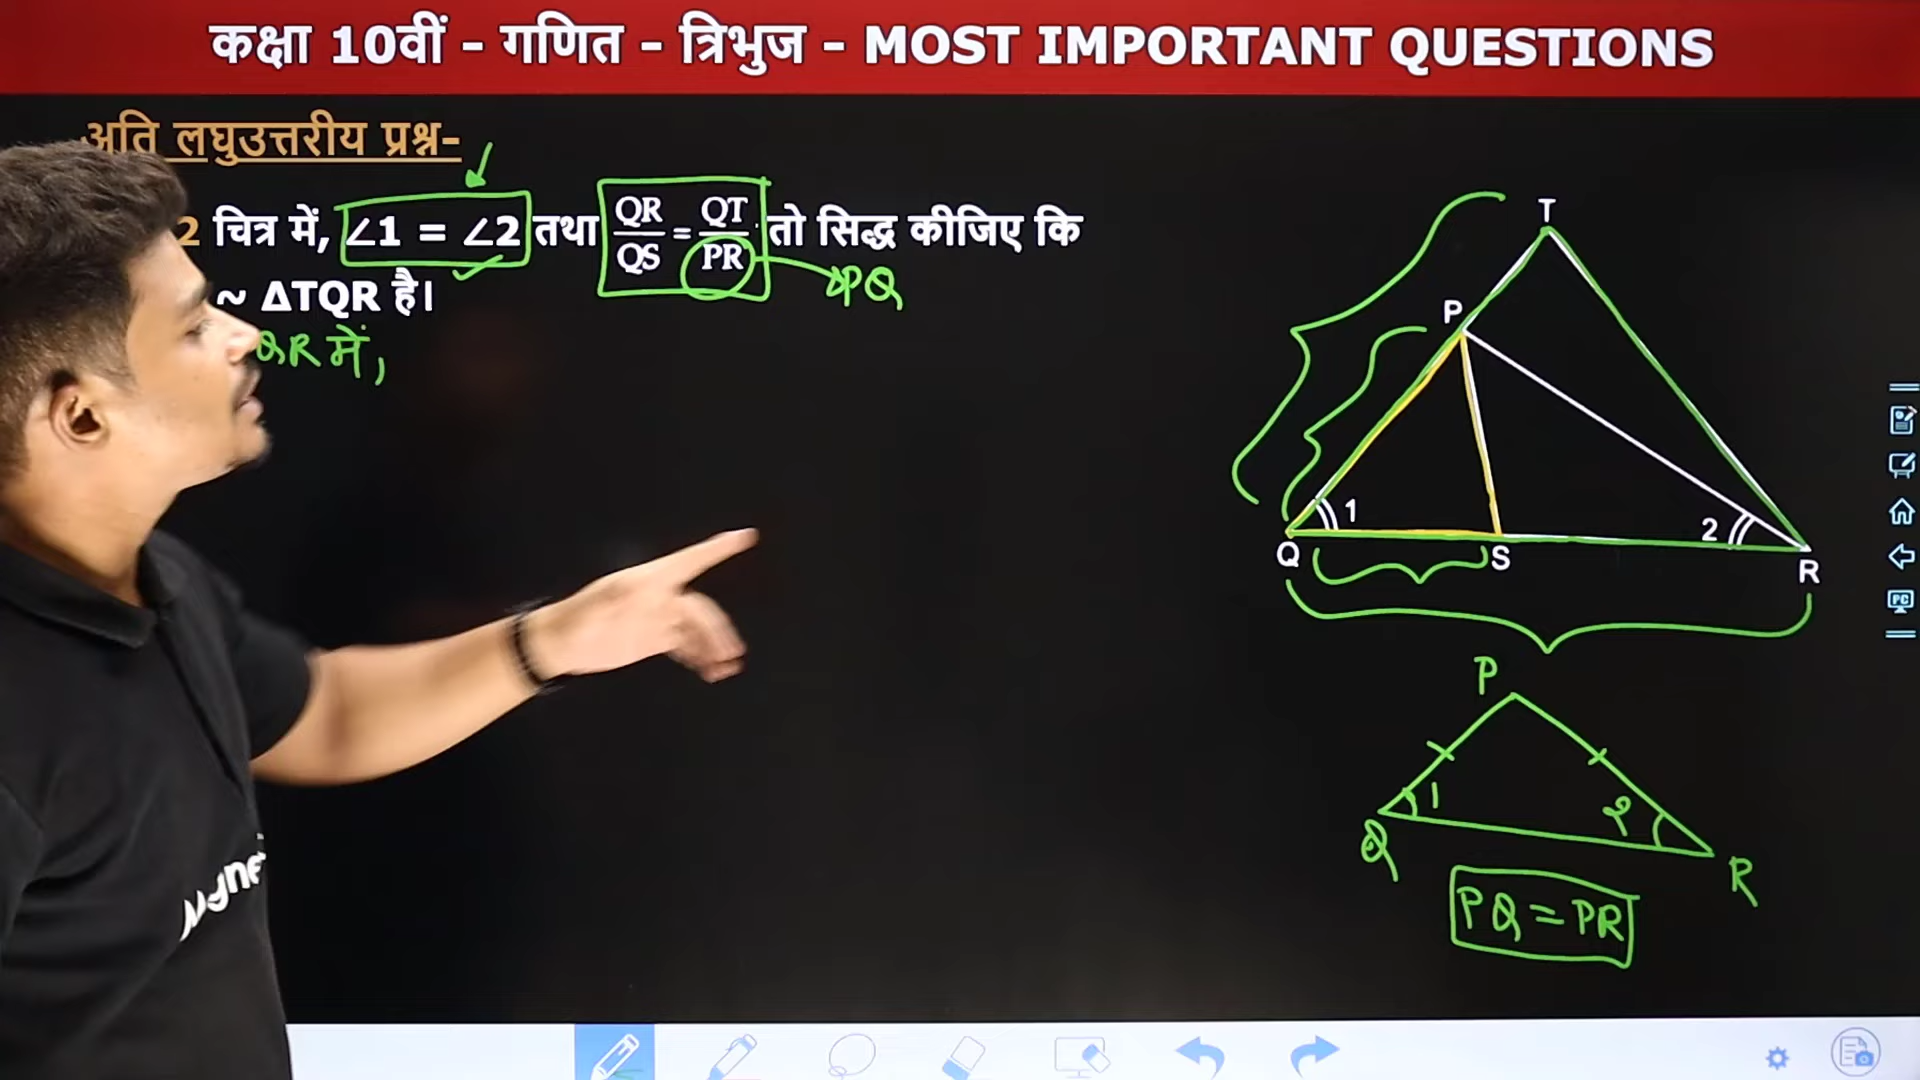 कक्षा 10वीं - गणित - त्रिभुज - MOST IMPORTANT QUESTIONS
अति लघुउत्तरीय प्रश्न-
2 चित्र में, ∠1 = ∠2 तथा QR/QS = QT/PR तो सिद्ध कीजिए कि
~ ΔTQR है।
PQ
QR में,
T
P
1
2
Q
S
R
P
1
2
Q
R
PQ = PR
PC